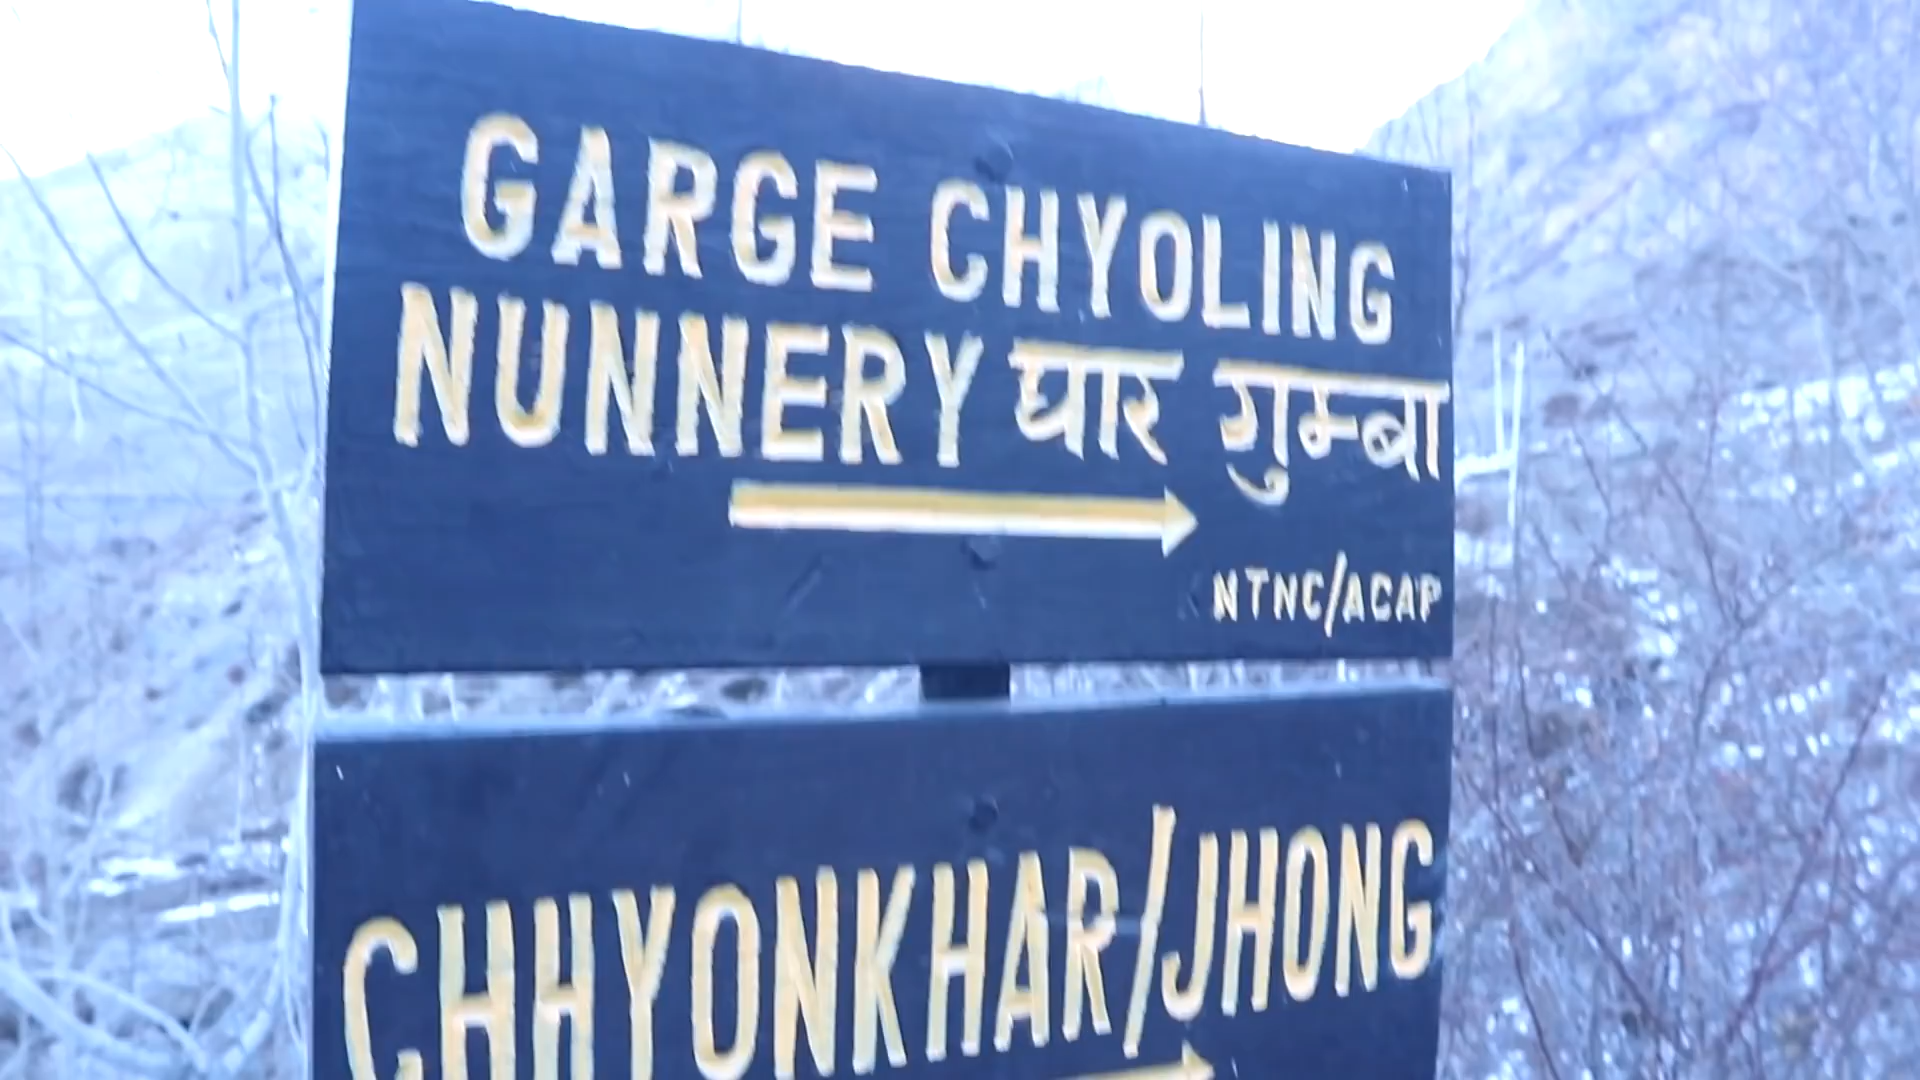 GARGE CHYOLING
NUNNERY घार गुम्बा
NTNC/ACAP
CHHYONKHAR/JHONG